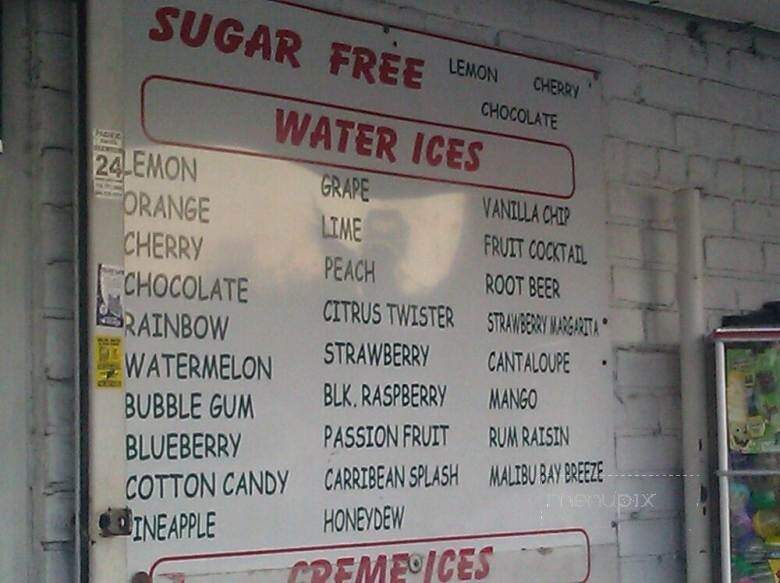 SUGAR FREE
LEMON CHERRY
CHOCOLATE
WATER ICES
LEMON
ORANGE
CHERRY
CHOCOLATE
RAINBOW
WATERMELON
BUBBLE GUM
BLUEBERRY
COTTON CANDY
INEAPPLE
GRAPE
LIME
PEACH
CITRUS TWISTER
STRAWBERRY
BLK. RASPBERRY
PASSION FRUIT
CARRIBEAN SPLASH
HONEYDEW
VANILLA CHIP
FRUIT COCKTAIL
ROOT BEER
STRAWBERRY MARGARITA
CANTALOUPE
MANGO
RUM RAISIN
MALIBU BAY BREEZE
CREME ICES
24
menupix